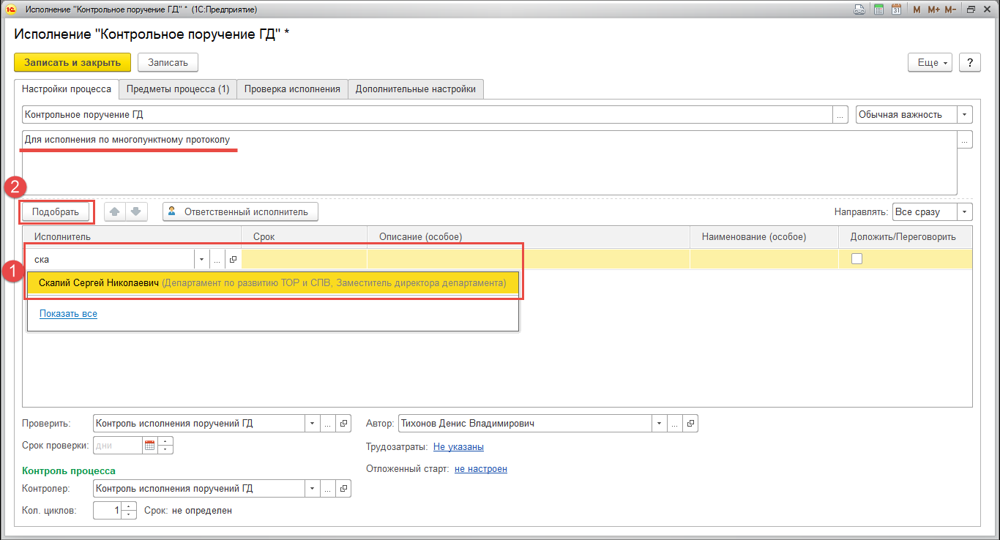 Исполнение "Контрольное поручение ГД" * (1С:Предприятие)
31 M M+ M-
Исполнение "Контрольное поручение ГД" *
Записать и закрыть Записать Еще ?
Настройки процесса Предметы процесса (1) Проверка исполнения Дополнительные настройки
Контрольное поручение ГД ... Обычная важность
Для исполнения по многопунктному протоколу ...
2
Подобрать Ответственный исполнитель Направлять: Все сразу
Исполнитель Срок Описание (особое) Наименование (особое) Доложить/Переговорить
ска ...
1
Скалий Сергей Николаевич (Департамент по развитию ТОР и СПВ, Заместитель директора департамента)
Показать все
Проверить: Контроль исполнения поручений ГД ... Автор: Тихонов Денис Владимирович ...
Срок проверки: дни Трудозатраты: Не указаны
Контроль процесса Отложенный старт: не настроен
Контролер: Контроль исполнения поручений ГД ...
Кол. циклов: 1 Срок: не определен